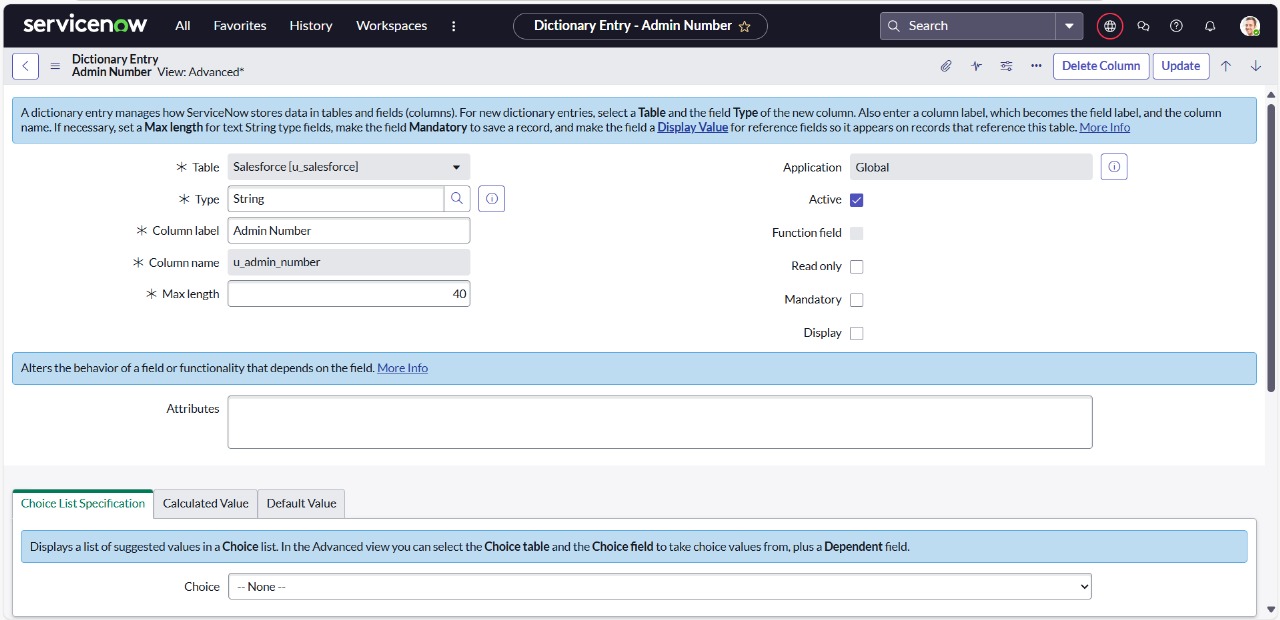 servicenow
All
Favorites
History
Workspaces
Dictionary Entry - Admin Number
Search
Dictionary Entry
Admin Number View: Advanced*
Delete Column
Update
A dictionary entry manages how ServiceNow stores data in tables and fields (columns). For new dictionary entries, select a Table and the field Type of the new column. Also enter a column label, which becomes the field label, and the column
name. If necessary, set a Max length for text String type fields, make the field Mandatory to save a record, and make the field a Display Value for reference fields so it appears on records that reference this table. More Info
Table
Salesforce [u_salesforce]
Type
String
Column label
Admin Number
Column name
u_admin_number
Max length
40
Application
Global
Active
Function field
Read only
Mandatory
Display
Alters the behavior of a field or functionality that depends on the field. More Info
Attributes
Choice List Specification
Calculated Value
Default Value
Displays a list of suggested values in a Choice list. In the Advanced view you can select the Choice table and the Choice field to take choice values from, plus a Dependent field.
Choice
-- None --